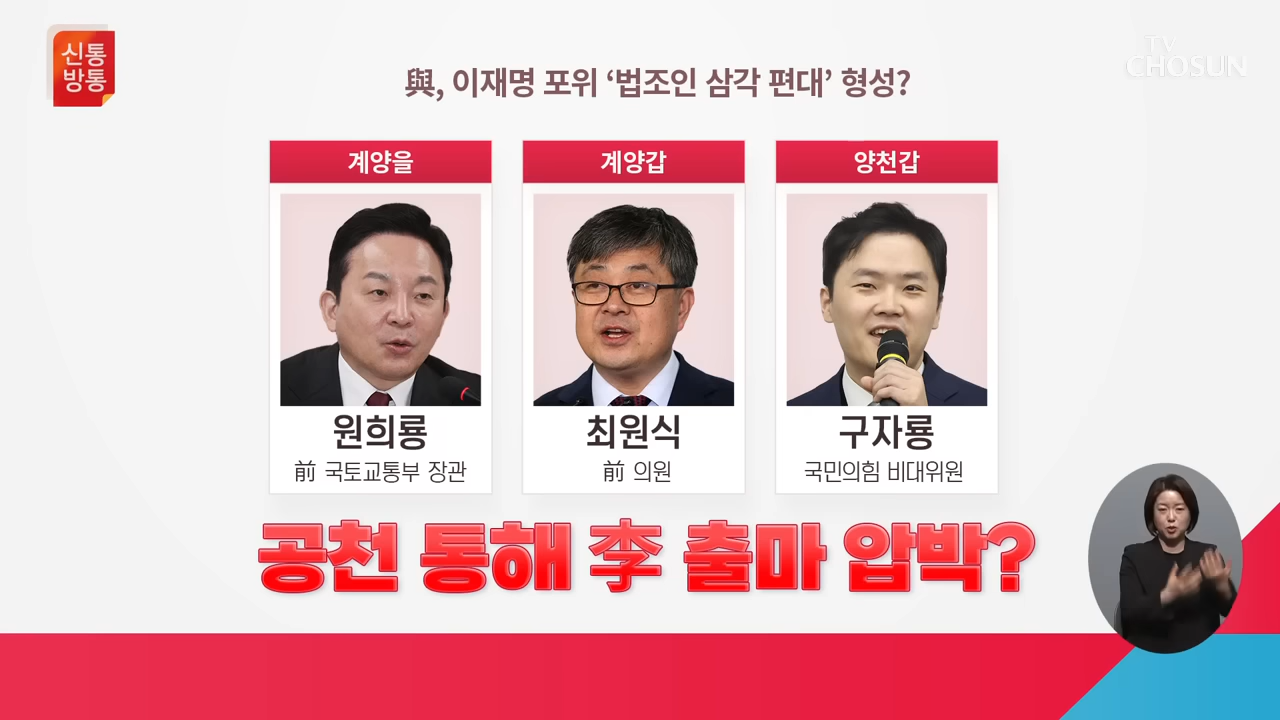 신통
방통
TV
CHOSUN
與, 이재명 포위 ‘법조인 삼각 편대’ 형성?
계양을
계양갑
양천갑
원희룡
최원식
구자룡
前 국토교통부 장관
前 의원
국민의힘 비대위원
공천 통해 李 출마 압박?